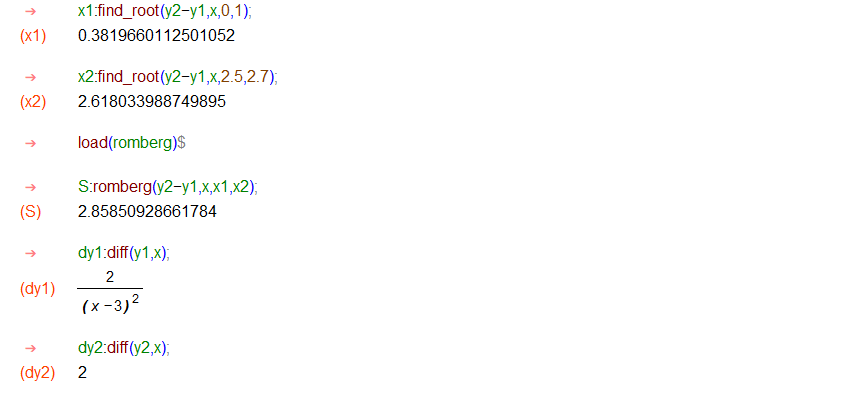 → x1:find_root(y2−y1,x,0,1);
(x1) 0.3819660112501052
→ x2:find_root(y2−y1,x,2.5,2.7);
(x2) 2.618033988749895
→ load(romberg)$
→ S:romberg(y2−y1,x,x1,x2);
(S) 2.85850928661784
→ dy1:diff(y1,x);
2
(dy1)
(x−3)2
→ dy2:diff(y2,x);
(dy2) 2